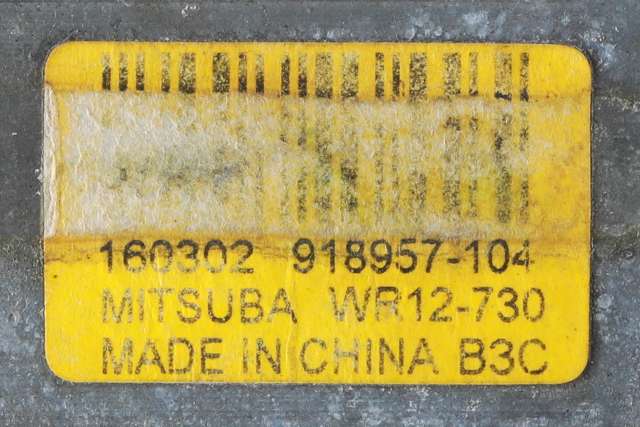 160302 918957-104
MITSUBA WR12-730
MADE IN CHINA B3C